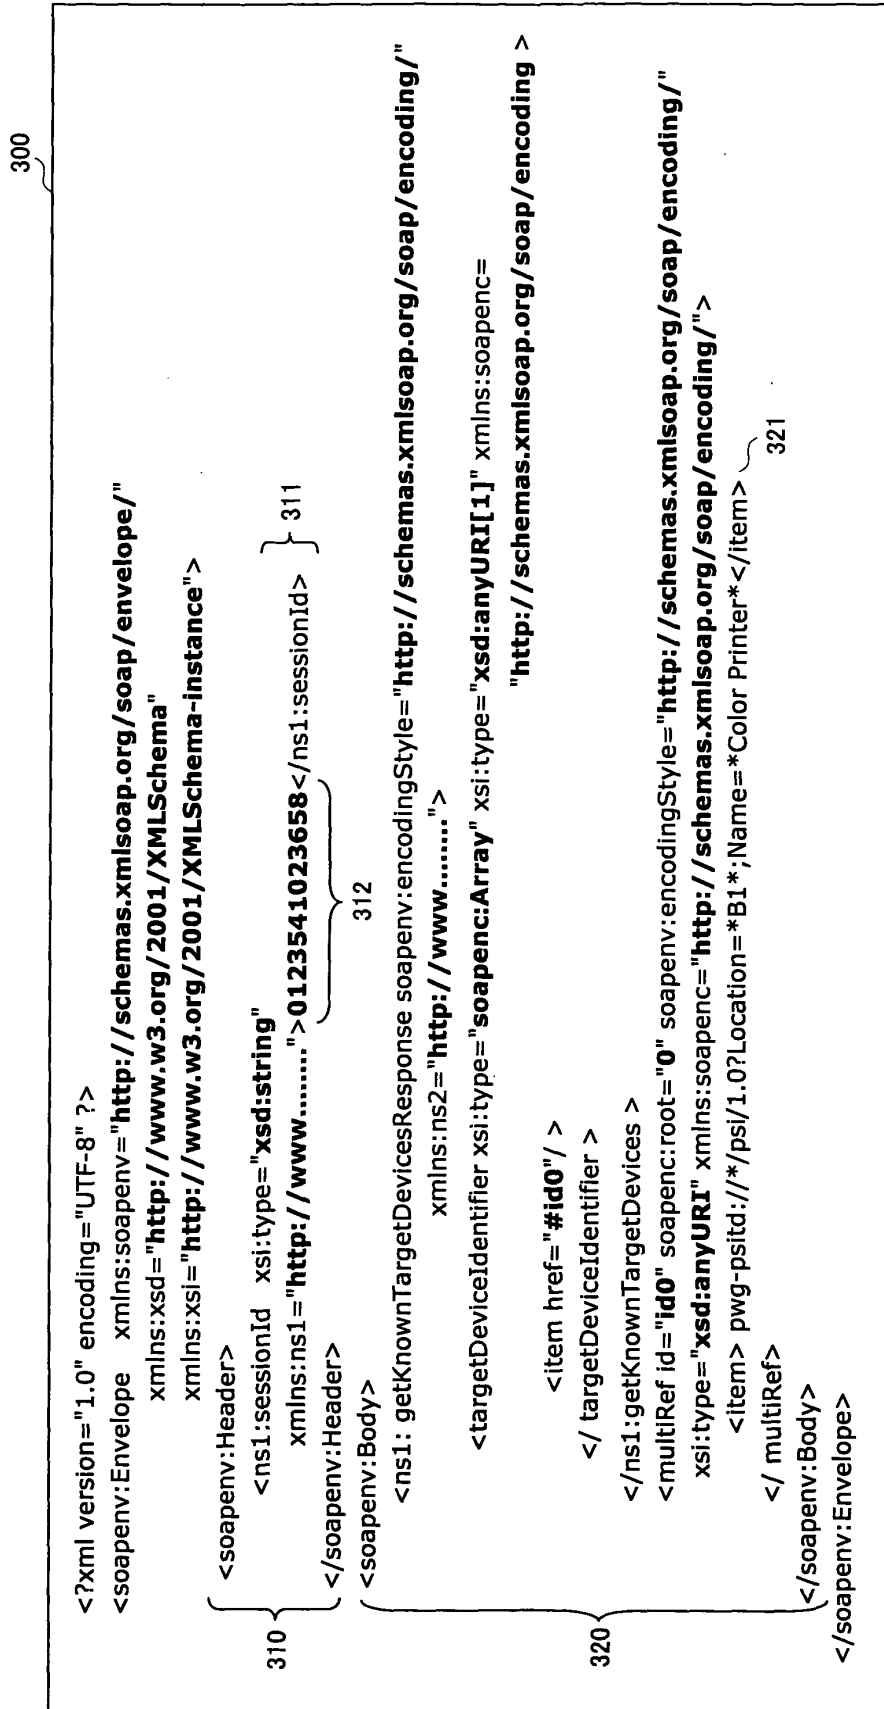 300
<?xml version="1.0" encoding="UTF-8" ?>
<soapenv:Envelope xmlns:soapenv="http://schemas.xmlsoap.org/soap/envelope/"
xmlns:xsd="http://www.w3.org/2001/XMLSchema"
xmlns:xsi="http://www.w3.org/2001/XMLSchema-instance">
<soapenv:Header>
310
<ns1:sessionId xsi:type="xsd:string"
xmlns:ns1="http://www........">0123541023658</ns1:sessionId>
311
312
</soapenv:Header>
<soapenv:Body>
<ns1: getKnownTargetDevicesResponse soapenv:encodingStyle="http://schemas.xmlsoap.org/soap/encoding/"
xmlns:ns2="http://www........">
<targetDeviceIdentifier xsi:type="soapenc:Array" xsi:type="xsd:anyURI[1]" xmlns:soapenc=
"http://schemas.xmlsoap.org/soap/encoding >
<item href="#id0"/ >
</ targetDeviceIdentifier >
320
</ns1:getKnownTargetDevices >
<multiRef id="id0" soapenc:root="0" soapenv:encodingStyle="http://schemas.xmlsoap.org/soap/encoding/"
xsi:type="xsd:anyURI" xmlns:soapenc="http://schemas.xmlsoap.org/soap/encoding/">
<item> pwg-psitd://*/psi/1.0?Location=*B1*;Name=*Color Printer*</item>
321
</ multiRef>
</soapenv:Body>
</soapenv:Envelope>